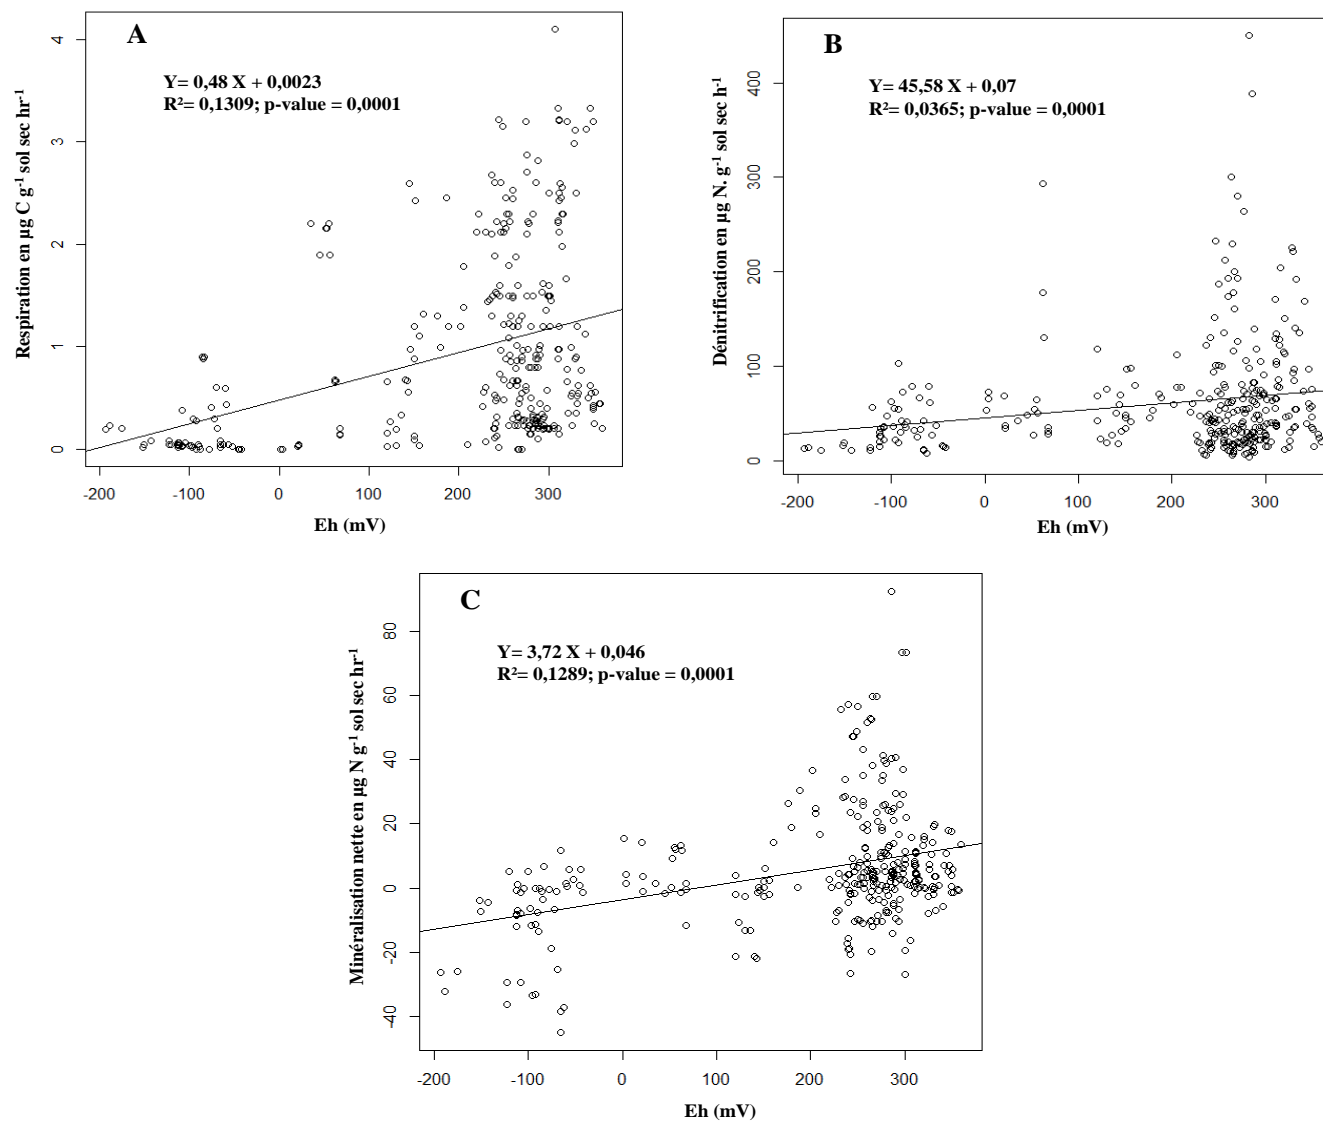 A
Y= 0,48 X + 0,0023
R²= 0,1309; p-value = 0,0001
Respiration en µg C g⁻¹ sol sec hr⁻¹
4
3
2
1
0
-200 -100 0 100 200 300
Eh (mV)
B
Y= 45,58 X + 0,07
R²= 0,0365; p-value = 0,0001
Dénitrification en µg N. g⁻¹ sol sec hr⁻¹
400
300
200
100
0
-200 -100 0 100 200 300
Eh (mV)
C
Y= 3,72 X + 0,046
R²= 0,1289; p-value = 0,0001
Minéralisation nette en µg N g⁻¹ sol sec hr⁻¹
80
60
40
20
0
-20
-40
-200 -100 0 100 200 300
Eh (mV)